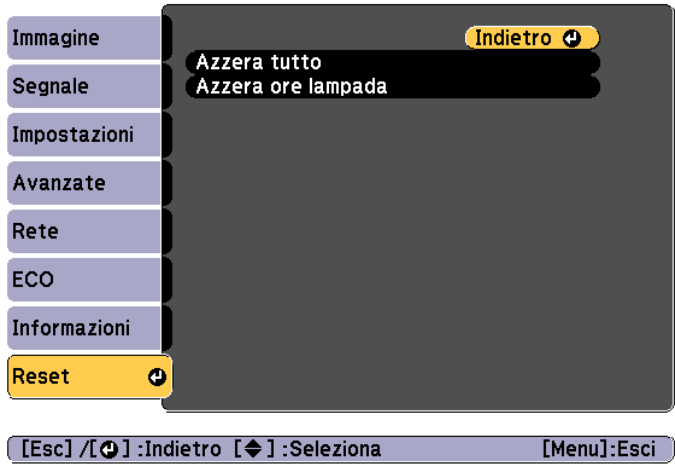 Immagine
Segnale
Impostazioni
Avanzate
Rete
ECO
Informazioni
Reset
Indietro
Azzera tutto
Azzera ore lampada
[Esc] /[ ] :Indietro [ ] :Seleziona [Menu]:Esci